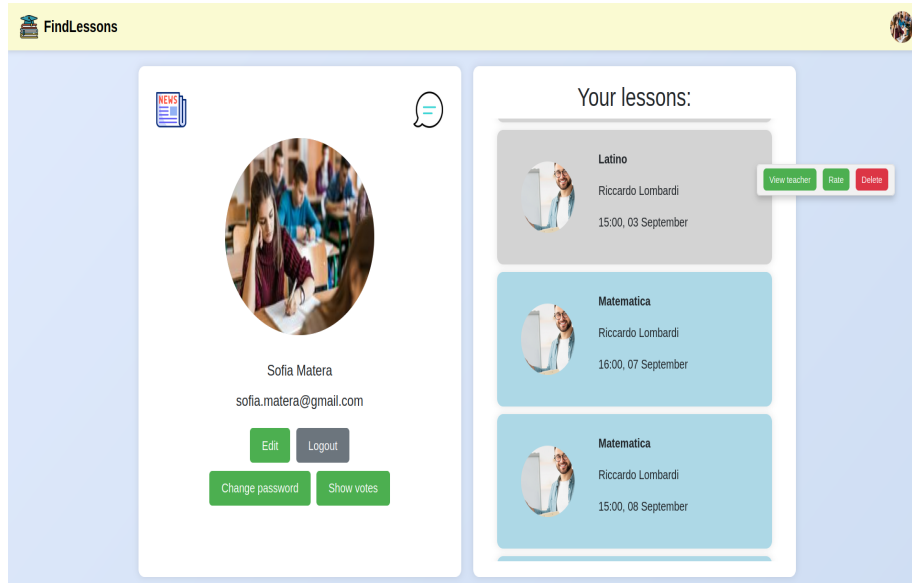 FindLessons
NEWS
Sofia Matera
sofia.matera@gmail.com
Edit
Logout
Change password
Show votes
Your lessons:
Latino
Riccardo Lombardi
15:00, 03 September
View teacher
Rate
Delete
Matematica
Riccardo Lombardi
16:00, 07 September
Matematica
Riccardo Lombardi
15:00, 08 September